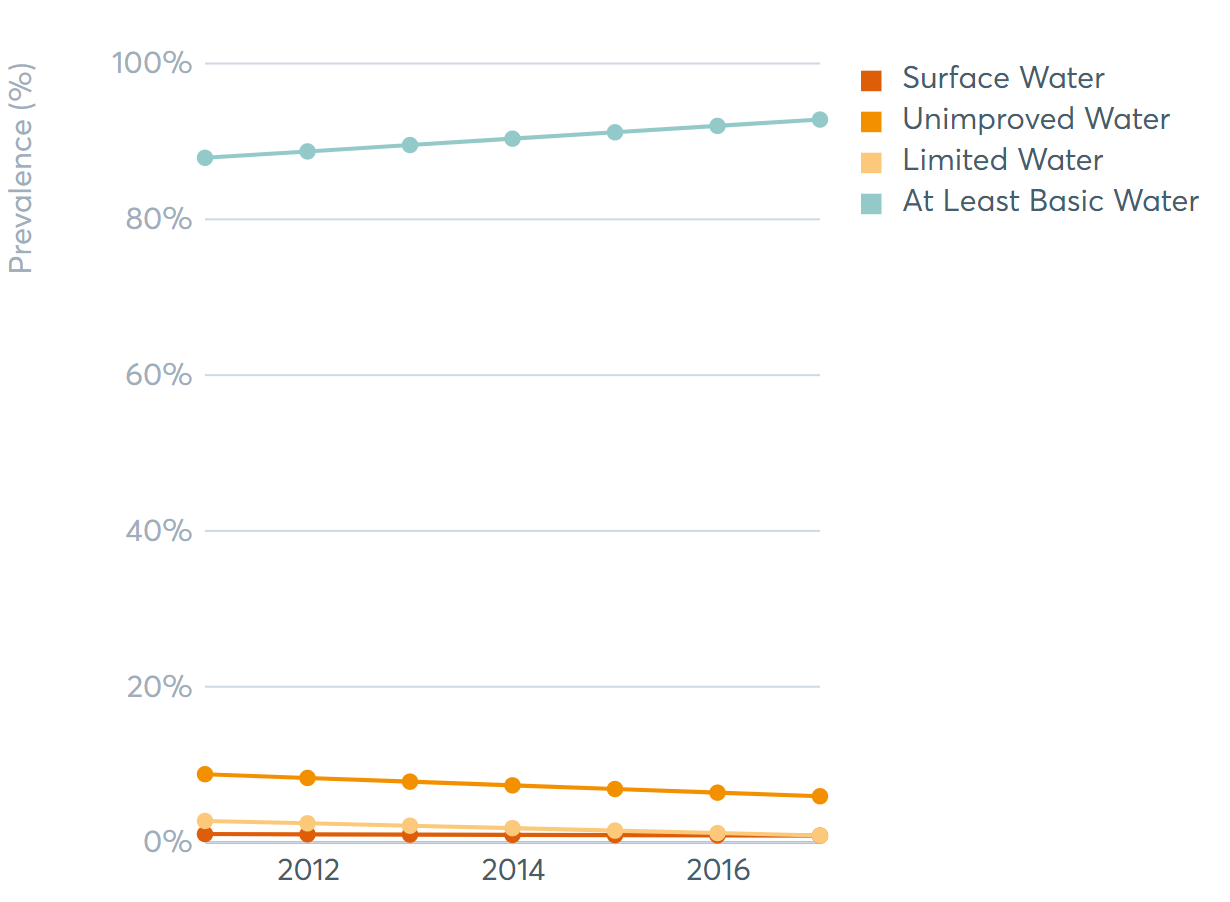 Prevalence (%)
100%
80%
60%
40%
20%
0%
2012
2014
2016
Surface Water
Unimproved Water
Limited Water
At Least Basic Water